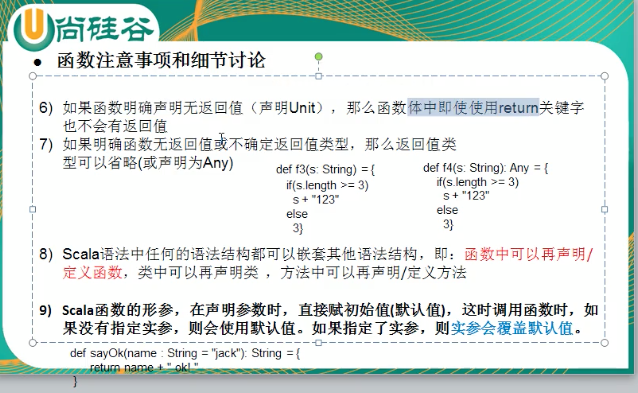 尚硅谷
● 函数注意事项和细节讨论
6) 如果函数明确声明无返回值（声明Unit），那么函数体中即使使用return关键字
也不会有返回值
7) 如果明确函数无返回值或不确定返回值类型，那么返回值类
型可以省略(或声明为Any)
def f3(s: String) = {
if(s.length >= 3)
s + "123"
else
3}
def f4(s: String): Any = {
if(s.length >= 3)
s + "123"
else
3}
8) Scala语法中任何的语法结构都可以嵌套其他语法结构，即：函数中可以再声明/
定义函数，类中可以再声明类 ，方法中可以再声明/定义方法
9) Scala函数的形参，在声明参数时，直接赋初始值(默认值)，这时调用函数时，如
果没有指定实参，则会使用默认值。如果指定了实参，则实参会覆盖默认值。
def sayOk(name : String = "jack"): String = {
return name + " ok! "
}